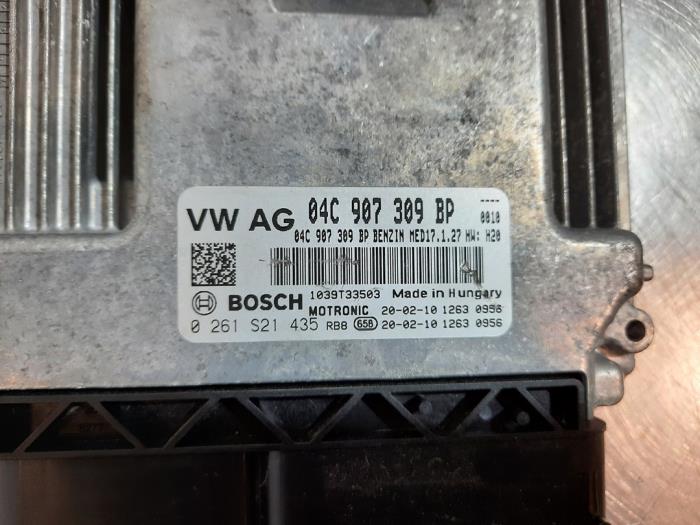 VW AG 04C 907 309 BP ----
0010
04C 907 309 BP BENZIN MED17.1.27 HW: H20
BOSCH 1039T33503 Made in Hungary
MOTRONIC 20-02-10 1263 0956
0 261 S21 435 RB8 658 20-02-10 1263 0956